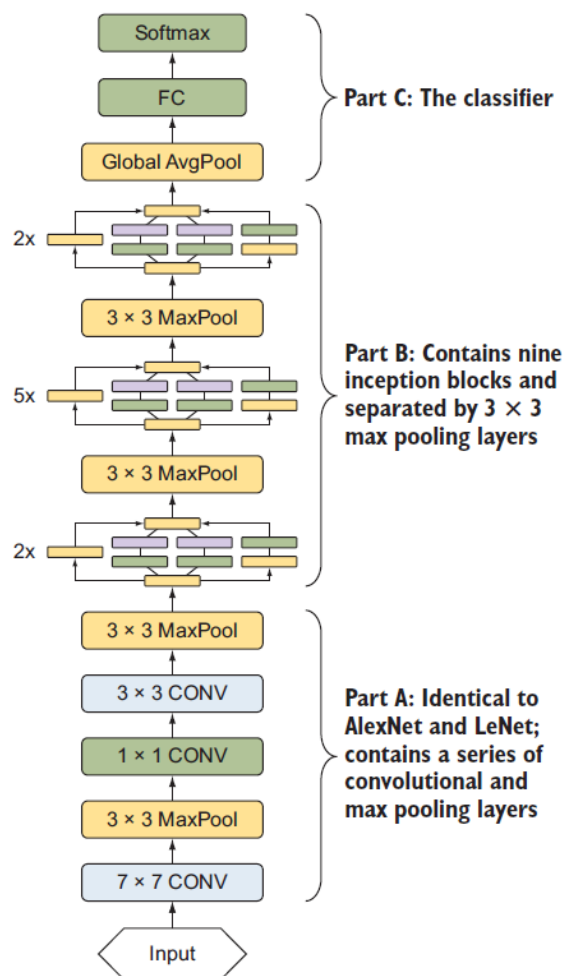 Softmax
FC
Global AvgPool
Part C: The classifier
2x
3 × 3 MaxPool
5x
3 × 3 MaxPool
2x
Part B: Contains nine
inception blocks and
separated by 3 × 3
max pooling layers
3 × 3 MaxPool
3 × 3 CONV
1 × 1 CONV
3 × 3 MaxPool
7 × 7 CONV
Part A: Identical to
AlexNet and LeNet;
contains a series of
convolutional and
max pooling layers
Input